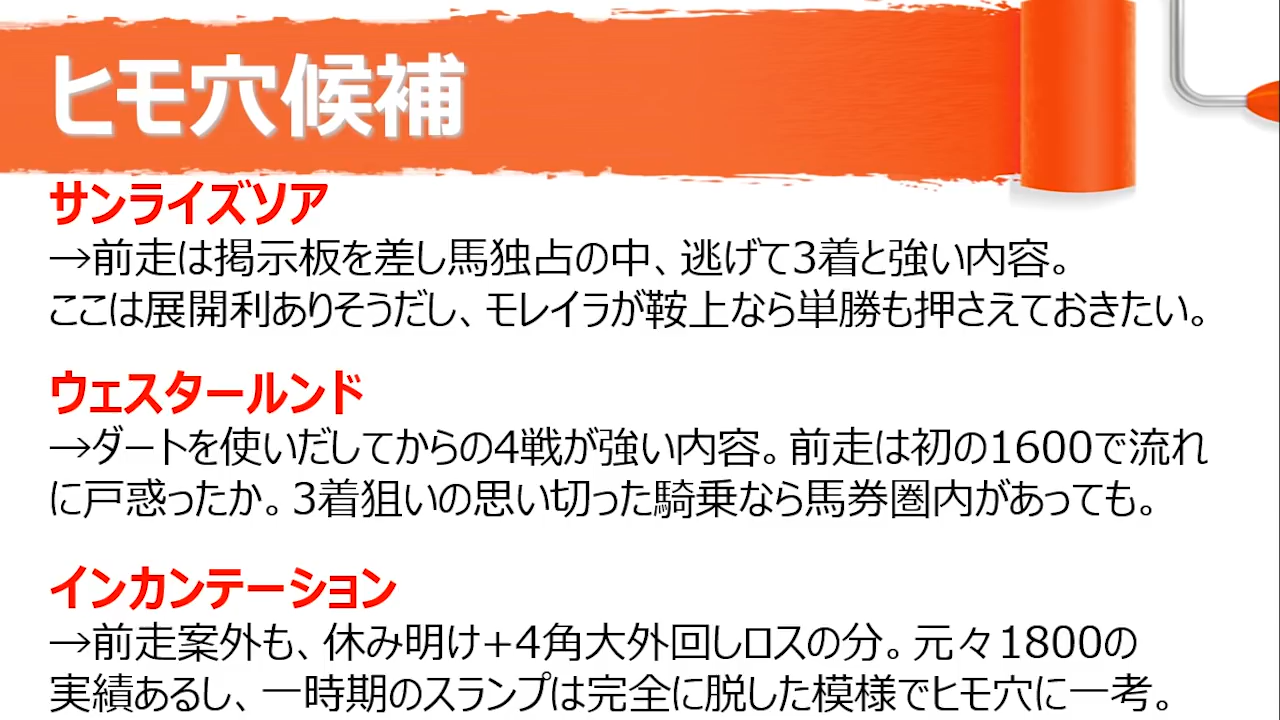 ヒモ穴候補
サンライズソア
→前走は掲示板を差し馬独占の中、逃げて3着と強い内容。
ここは展開利ありそうだし、モレイラが鞍上なら単勝も押さえておきたい。
ウェスタールンド
→ダートを使いだしてからの4戦が強い内容。前走は初の1600で流れ
に戸惑ったか。3着狙いの思い切った騎乗なら馬券圏内があっても。
インカンテーション
→前走案外も、休み明け+4角大外回しロスの分。元々1800の
実績あるし、一時期のスランプは完全に脱した模様でヒモ穴に一考。